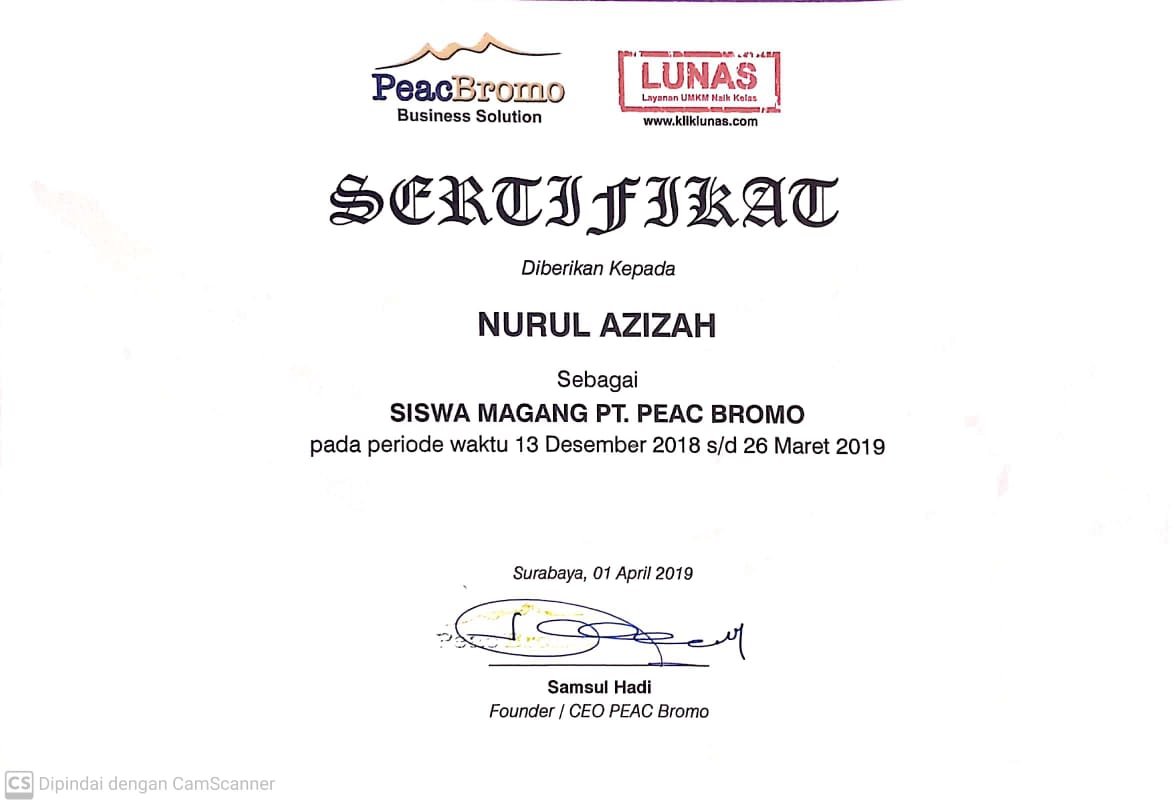 PeacBromo
Business Solution
LUNAS
Layanan UMKM Naik Kelas
www.kliklunas.com
SERTIFIKAT
Diberikan Kepada
NURUL AZIZAH
Sebagai
SISWA MAGANG PT. PEAC BROMO
pada periode waktu 13 Desember 2018 s/d 26 Maret 2019
Surabaya, 01 April 2019
Samsul Hadi
Founder / CEO PEAC Bromo
CS Dipindai dengan CamScanner